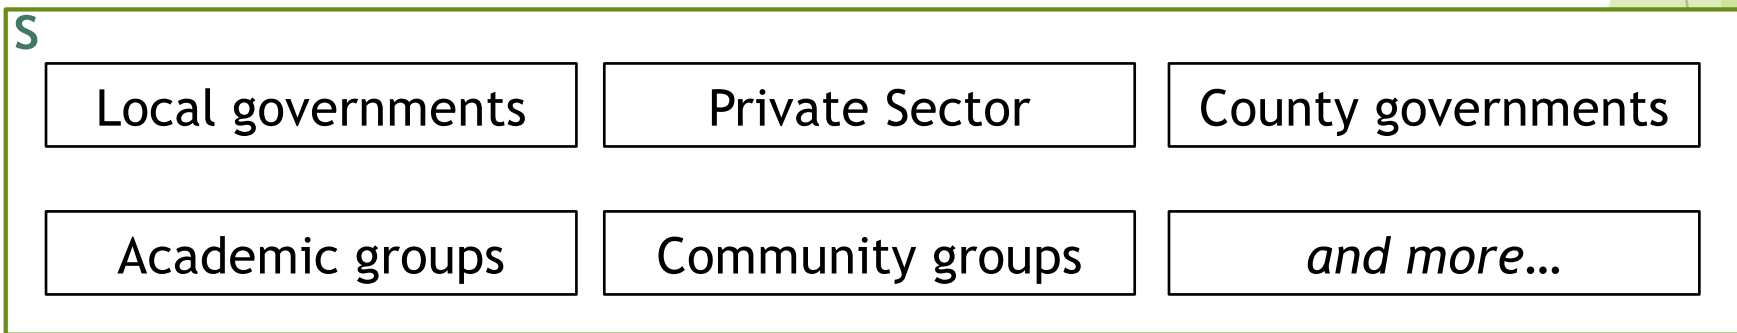 s
Local governments
Private Sector
County governments
Academic groups
Community groups
and more…